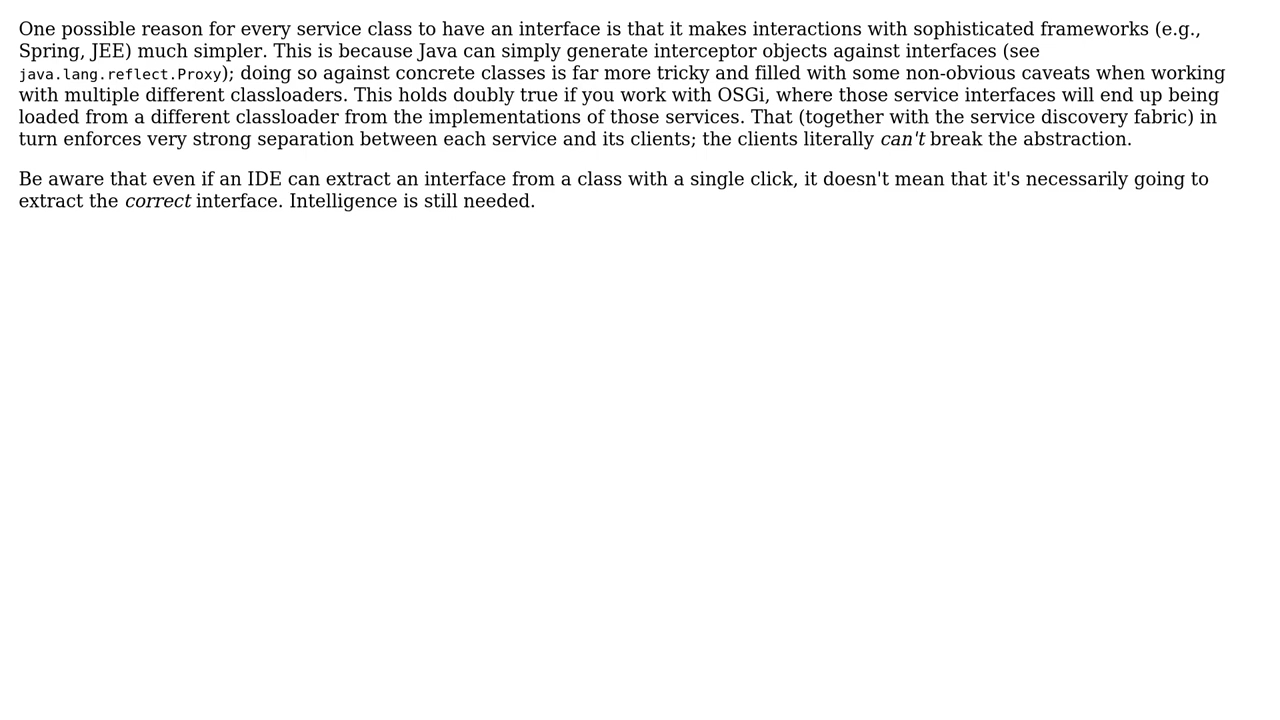 One possible reason for every service class to have an interface is that it makes interactions with sophisticated frameworks (e.g.,
Spring, JEE) much simpler. This is because Java can simply generate interceptor objects against interfaces (see
java.lang.reflect.Proxy); doing so against concrete classes is far more tricky and filled with some non-obvious caveats when working
with multiple different classloaders. This holds doubly true if you work with OSGi, where those service interfaces will end up being
loaded from a different classloader from the implementations of those services. That (together with the service discovery fabric) in
turn enforces very strong separation between each service and its clients; the clients literally can't break the abstraction.
Be aware that even if an IDE can extract an interface from a class with a single click, it doesn't mean that it's necessarily going to
extract the correct interface. Intelligence is still needed.